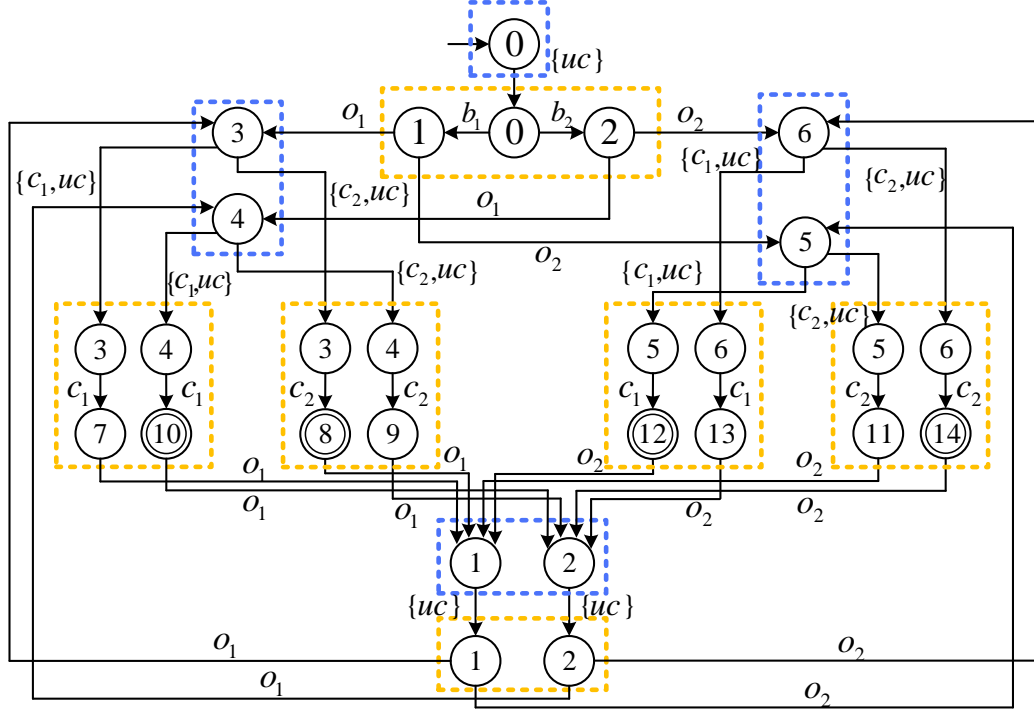 0
{uc}
3 o₁ 1 b₁ 0 b₂ 2 o₂ 6
{c₁,uc} {c₂,uc} {c₁,uc} {c₂,uc}
4 o₁ 5
o₂
{c₁,uc} {c₂,uc} {c₁,uc} {c₂,uc}
3 4 3 4 5 6 5 6
c₁ c₁ c₂ c₂ c₁ c₁ c₂ c₂
7 10 8 9 12 13 11 14
o₁ o₁ o₂ o₂
o₁ o₁ o₂ o₂
1 2
{uc} {uc}
1 2
o₁ o₂
o₁ o₂